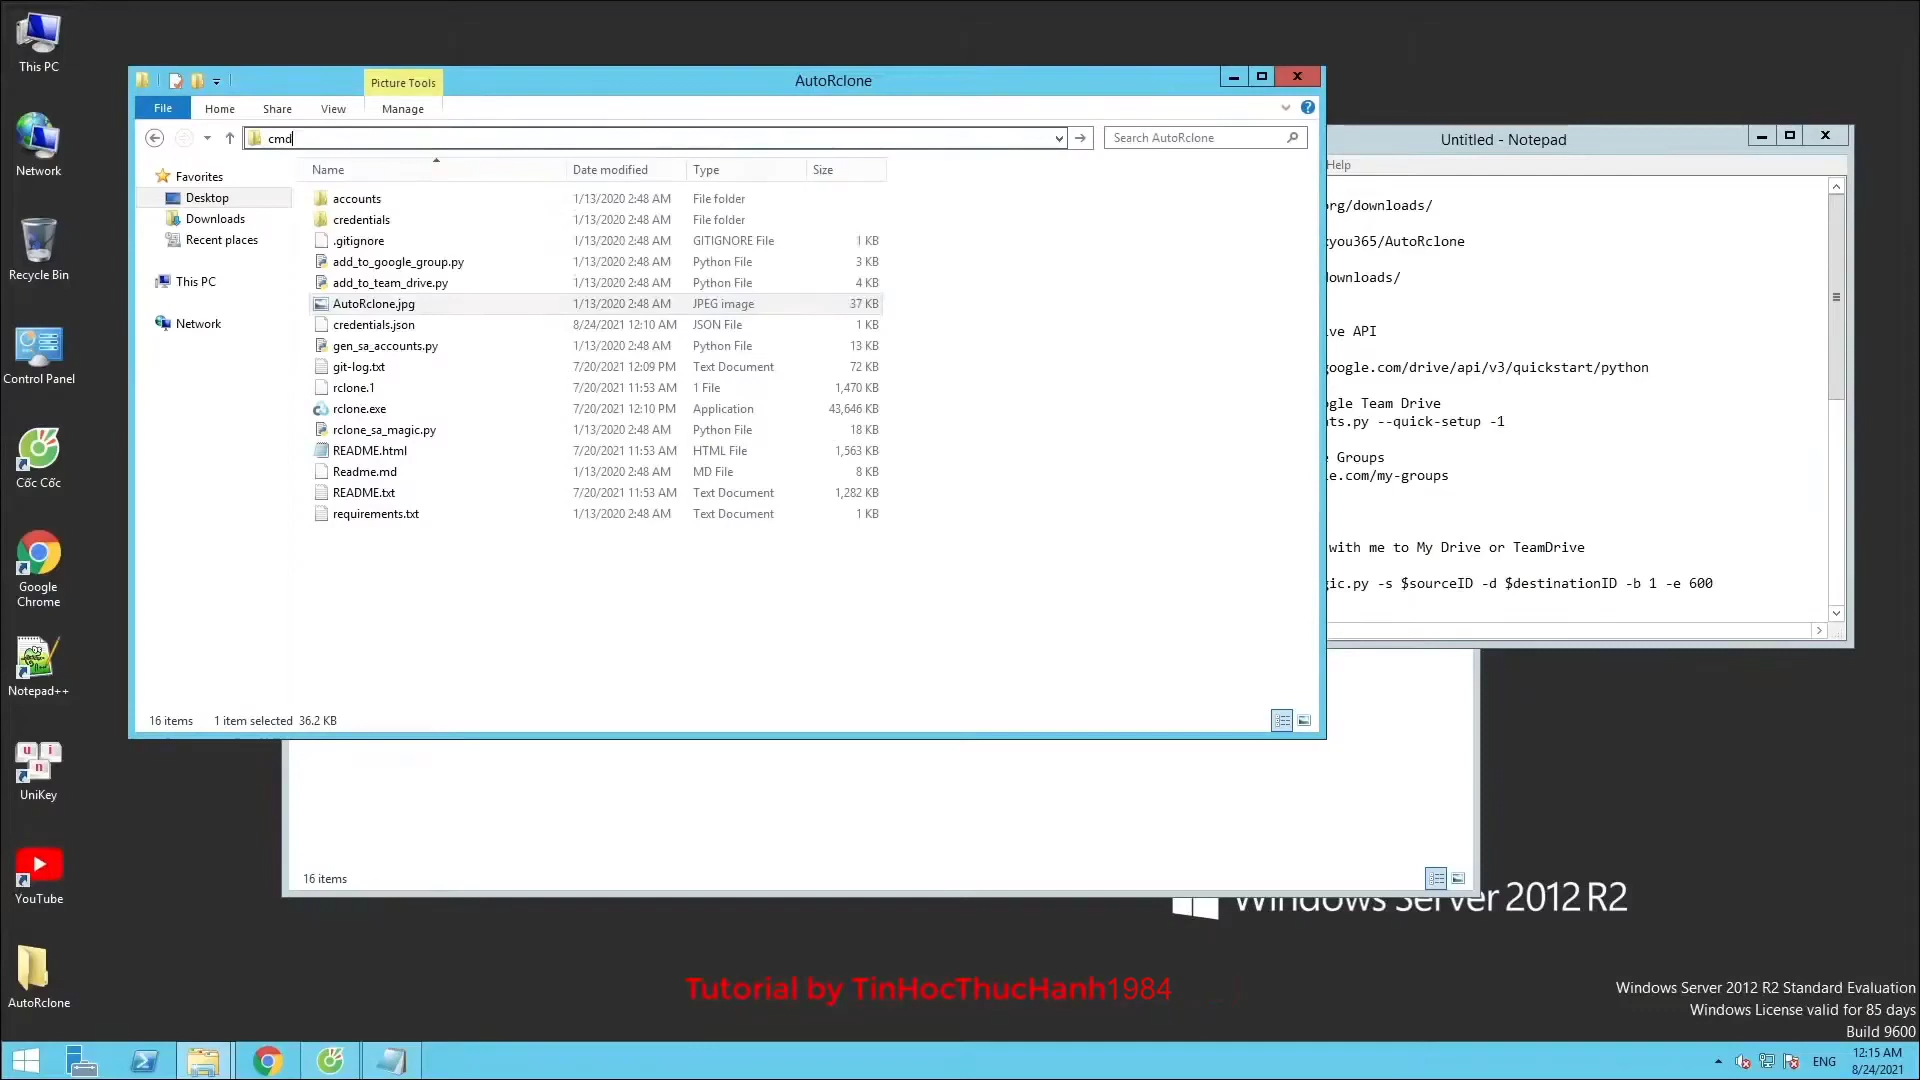 This PC
Network
Recycle Bin
Control Panel
Cốc Cốc
Google
Chrome
Notepad++
UniKey
YouTube
AutoRclone
Picture Tools
AutoRclone
File
Home
Share
View
Manage
cmd
Search AutoRclone
Favorites
Desktop
Downloads
Recent places
This PC
Network
Name
Date modified
Type
Size
accounts 1/13/2020 2:48 AM File folder
credentials 1/13/2020 2:48 AM File folder
.gitignore 1/13/2020 2:48 AM GITIGNORE File 1 KB
add_to_google_group.py 1/13/2020 2:48 AM Python File 3 KB
add_to_team_drive.py 1/13/2020 2:48 AM Python File 4 KB
AutoRclone.jpg 1/13/2020 2:48 AM JPEG image 37 KB
credentials.json 8/24/2021 12:10 AM JSON File 1 KB
gen_sa_accounts.py 1/13/2020 2:48 AM Python File 13 KB
git-log.txt 7/20/2021 12:09 PM Text Document 72 KB
rclone.1 7/20/2021 11:53 AM 1 File 1,470 KB
rclone.exe 7/20/2021 12:10 PM Application 43,646 KB
rclone_sa_magic.py 1/13/2020 2:48 AM Python File 18 KB
README.html 7/20/2021 11:53 AM HTML File 1,563 KB
Readme.md 1/13/2020 2:48 AM MD File 8 KB
README.txt 7/20/2021 11:53 AM Text Document 1,282 KB
requirements.txt 1/13/2020 2:48 AM Text Document 1 KB
16 items 1 item selected 36.2 KB
Untitled - Notepad
Help
org/downloads/
kyou365/AutoRclone
downloads/
ive API
google.com/drive/api/v3/quickstart/python
ogle Team Drive
nts.py --quick-setup -1
e Groups
le.com/my-groups
with me to My Drive or TeamDrive
gic.py -s $sourceID -d $destinationID -b 1 -e 600
16 items
Windows Server 2012 R2
Tutorial by TinHocThucHanh1984
Windows Server 2012 R2 Standard Evaluation
Windows License valid for 85 days
Build 9600
ENG
12:15 AM
8/24/2021